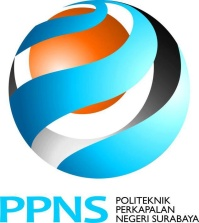 PPNS
POLITEKNIK
PERKAPALAN
NEGERI SURABAYA